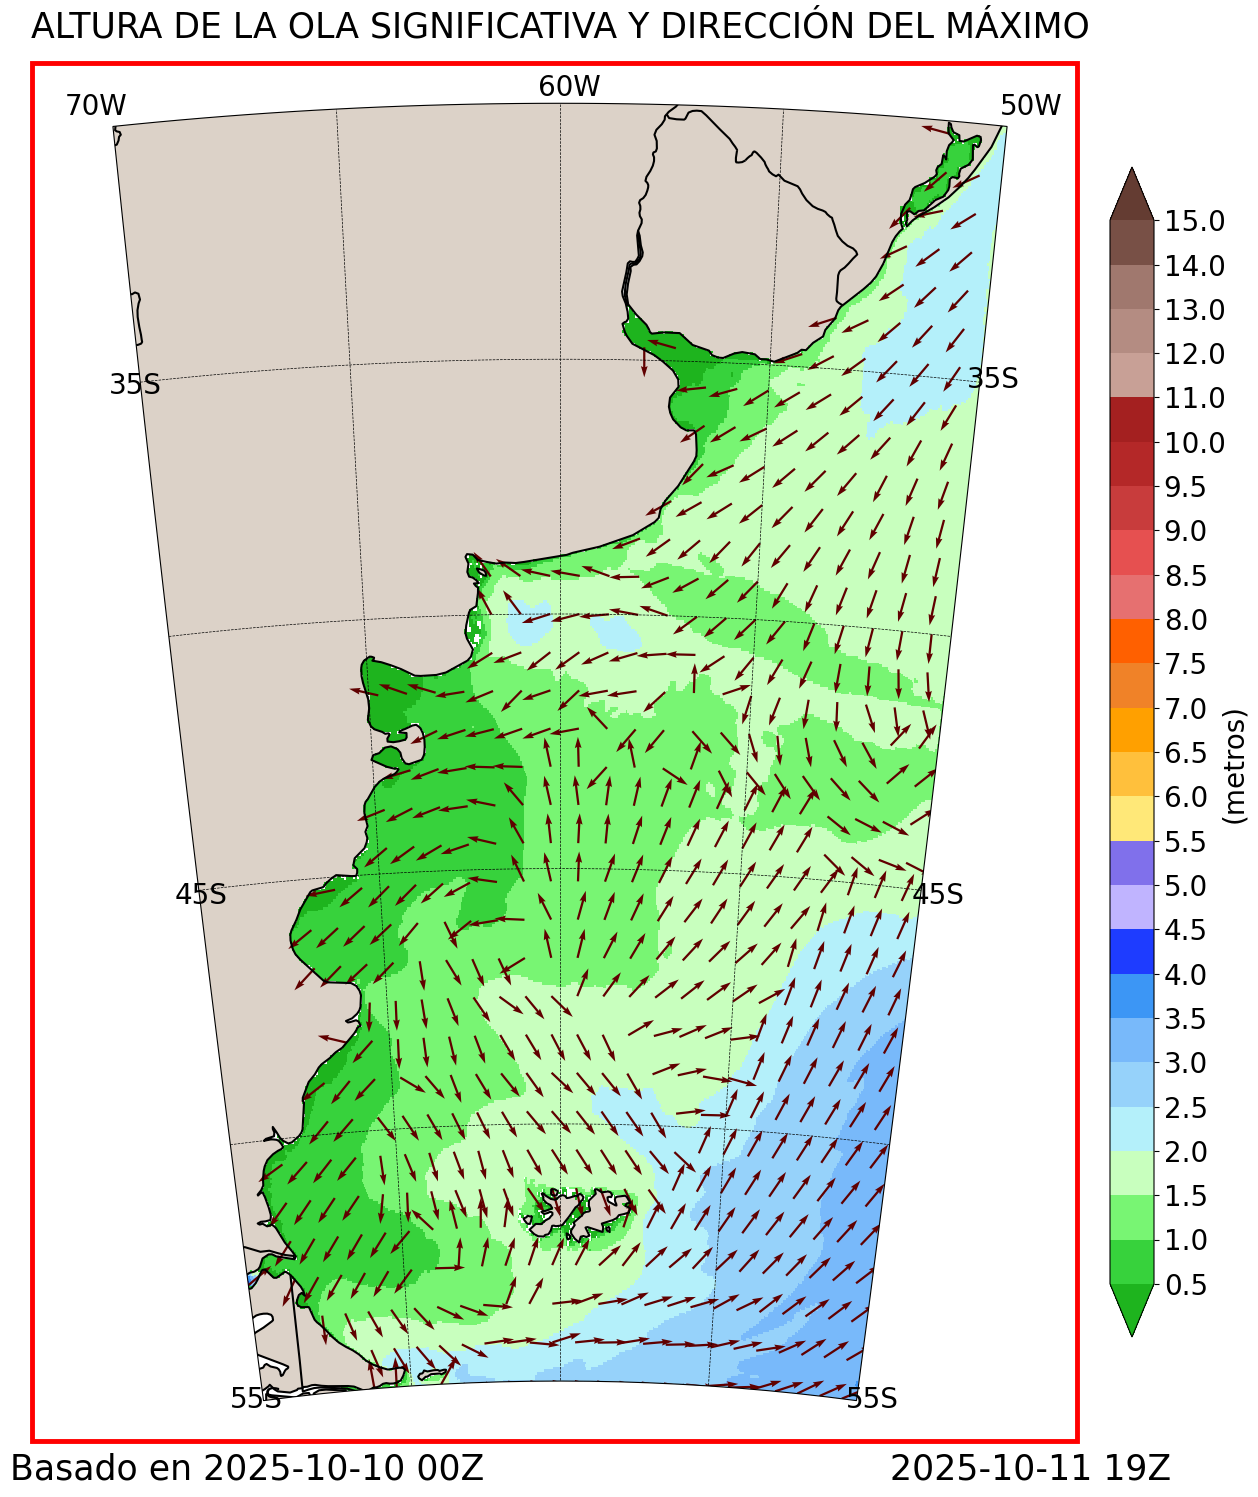 ALTURA DE LA OLA SIGNIFICATIVA Y DIRECCIÓN DEL MÁXIMO
70W
60W
50W
35S
35S
45S
45S
55S
55S
15.0
14.0
13.0
12.0
11.0
10.0
9.5
9.0
8.5
8.0
7.5
7.0
6.5
6.0
5.5
5.0
4.5
4.0
3.5
3.0
2.5
2.0
1.5
1.0
0.5
(metros)
Basado en 2025-10-10 00Z
2025-10-11 19Z